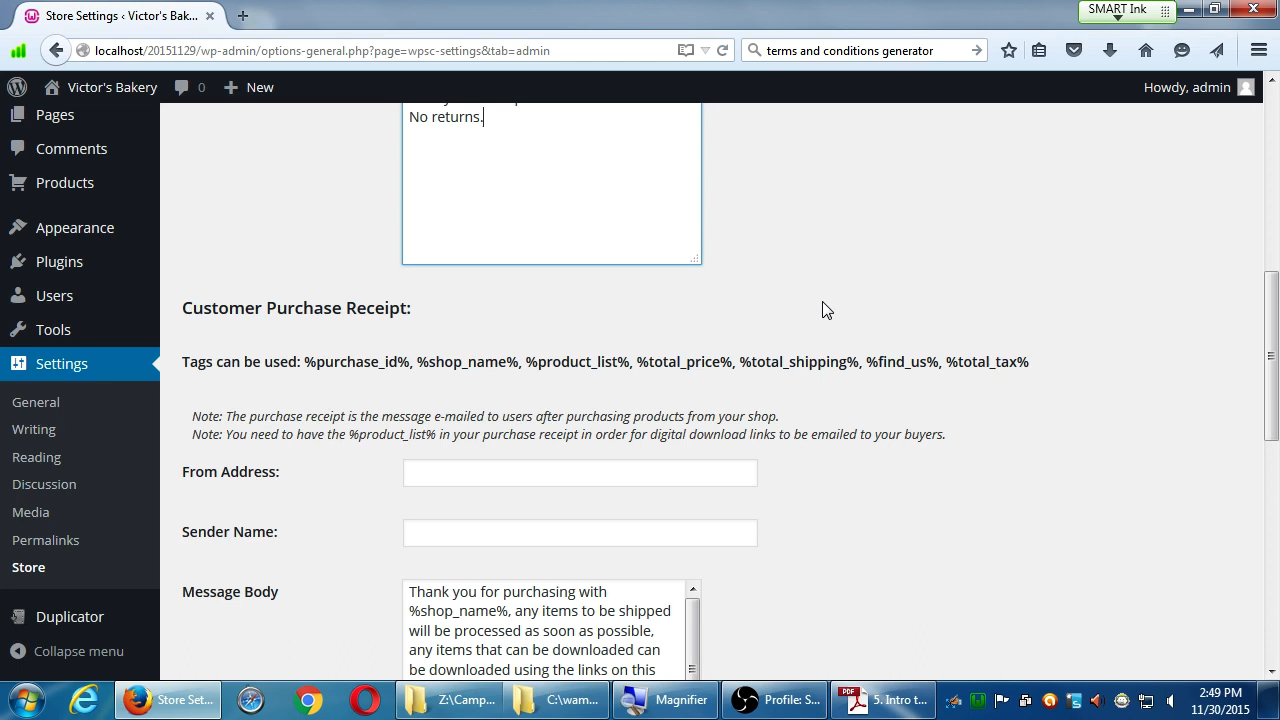 Store Settings ‹ Victor's Bak...
SMART Ink
localhost/20151129/wp-admin/options-general.php?page=wpsc-settings&tab=admin
terms and conditions generator
Victor's Bakery
0
New
Howdy, admin
Pages
Comments
Products
Appearance
Plugins
Users
Tools
Settings
General
Writing
Reading
Discussion
Media
Permalinks
Store
Duplicator
Collapse menu
No returns.
Customer Purchase Receipt:
Tags can be used: %purchase_id%, %shop_name%, %product_list%, %total_price%, %total_shipping%, %find_us%, %total_tax%
Note: The purchase receipt is the message e-mailed to users after purchasing products from your shop.
Note: You need to have the %product_list% in your purchase receipt in order for digital download links to be emailed to your buyers.
From Address:
Sender Name:
Message Body
Thank you for purchasing with
%shop_name%, any items to be shipped
will be processed as soon as possible,
any items that can be downloaded can
be downloaded using the links on this
Store Set...
Z:\Camp...
C:\wam...
Magnifier
Profile: S...
PDF
5. Intro t...
2:49 PM
11/30/2015